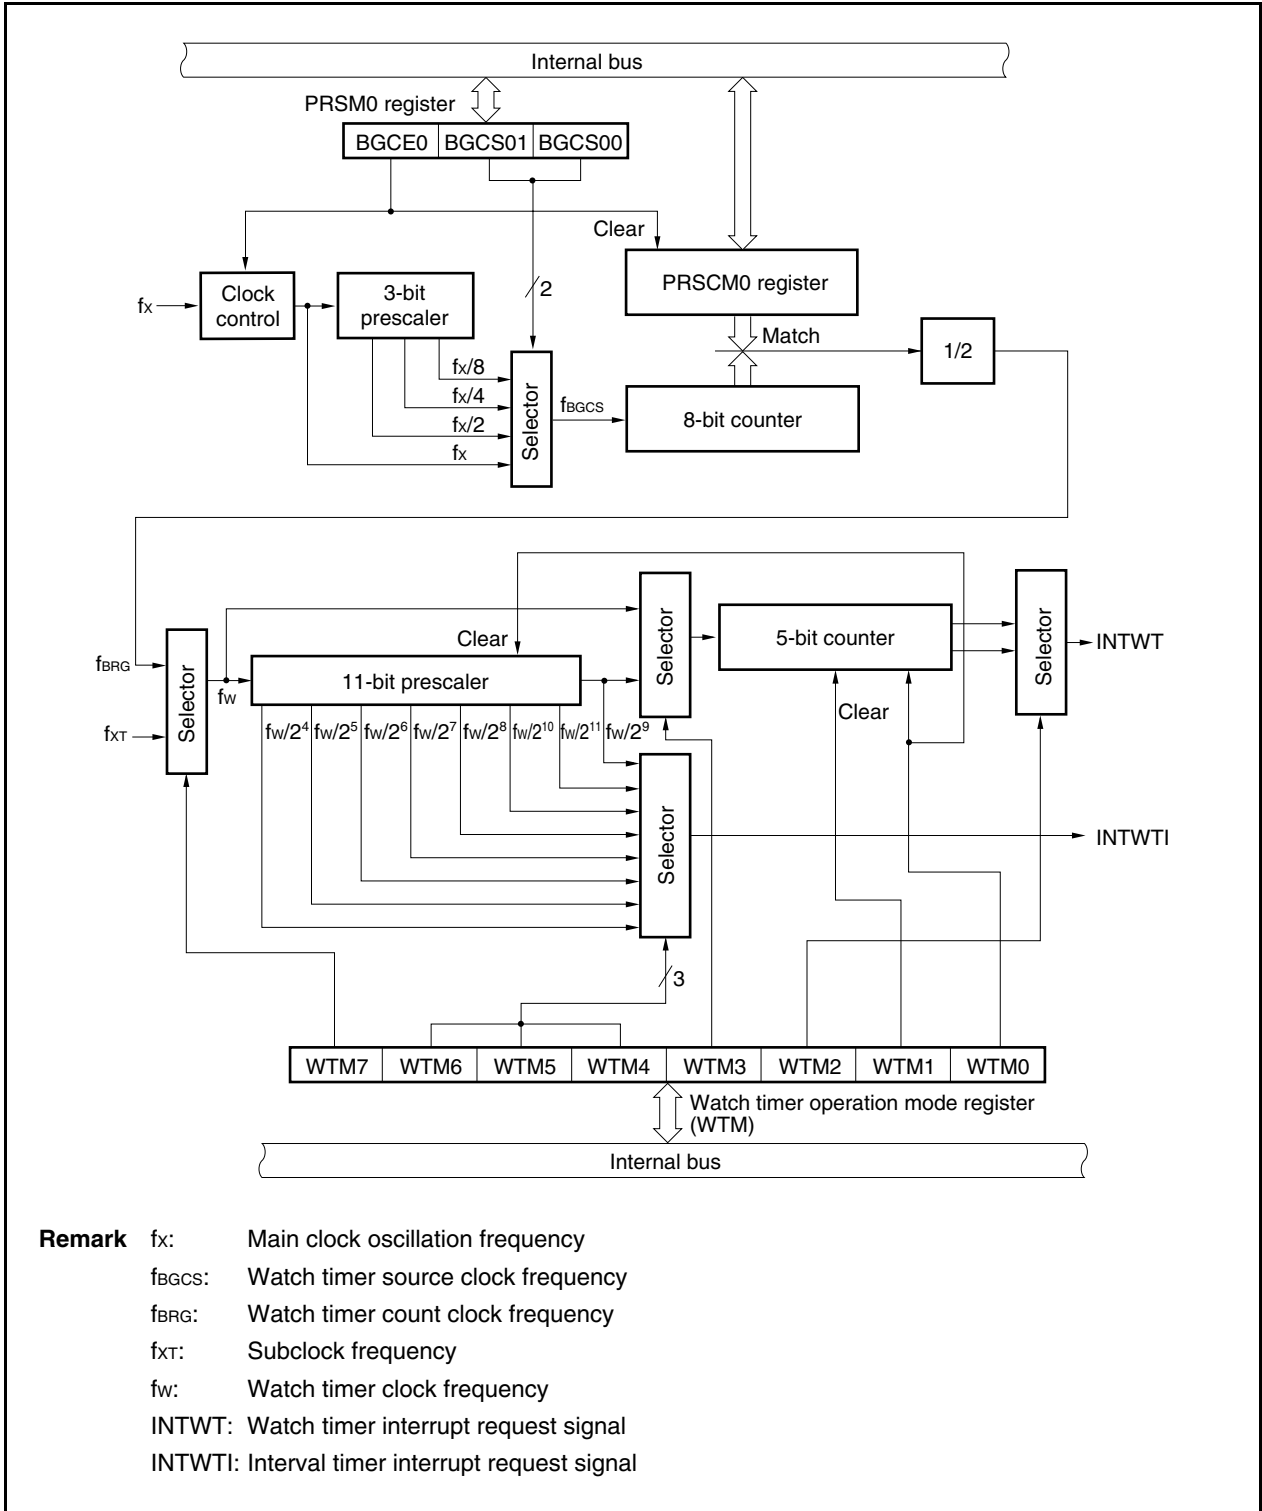 Internal bus
PRSM0 register
BGCE0 BGCS01 BGCS00
Clear
PRSCM0 register
2
fX
Clock
control
3-bit
prescaler
Match
1/2
fX/8
fX/4
fX/2
fX
Selector
fBGCS
8-bit counter
Selector
5-bit counter
Selector
INTWT
Clear
fBRG
Selector
fW
11-bit prescaler
fXT
fW/2⁴ fW/2⁵ fW/2⁶ fW/2⁷ fW/2⁸ fW/2¹⁰ fW/2¹¹ fW/2⁹
Clear
Selector
INTWTI
3
WTM7 WTM6 WTM5 WTM4 WTM3 WTM2 WTM1 WTM0
Watch timer operation mode register
(WTM)
Internal bus
Remark fX: Main clock oscillation frequency
fBGCS: Watch timer source clock frequency
fBRG: Watch timer count clock frequency
fXT: Subclock frequency
fW: Watch timer clock frequency
INTWT: Watch timer interrupt request signal
INTWTI: Interval timer interrupt request signal